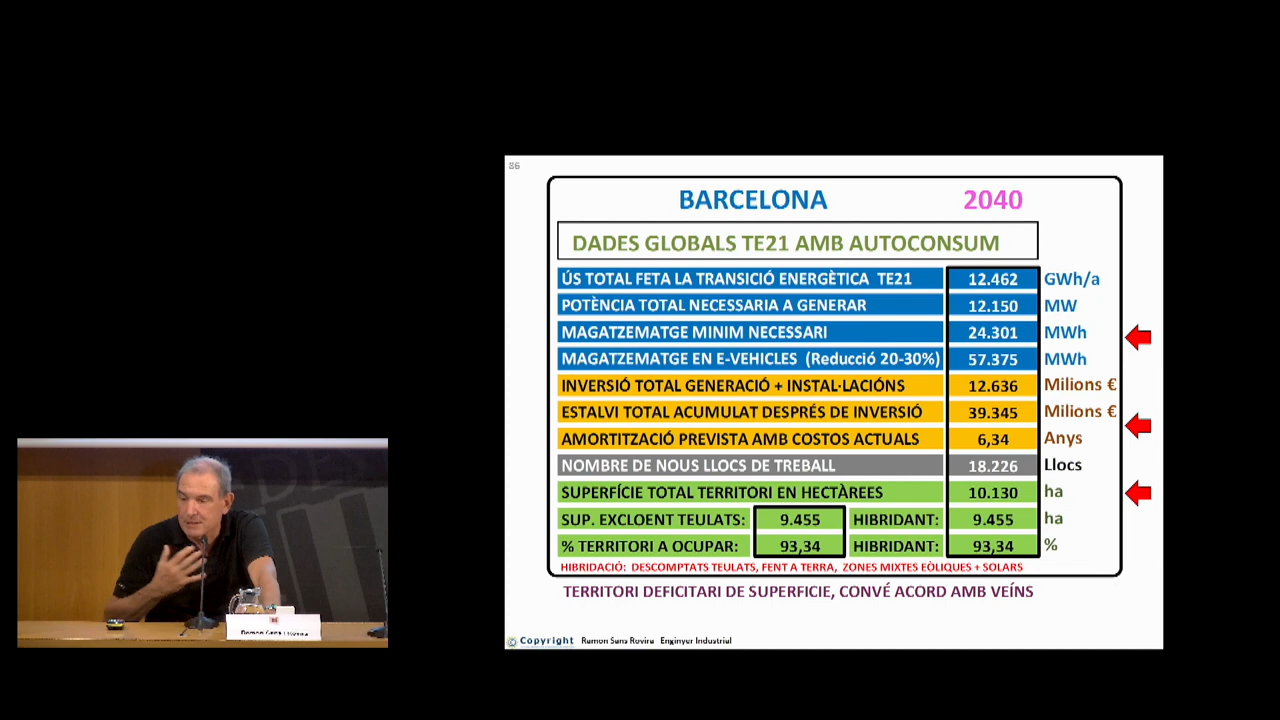 86
BARCELONA 2040
DADES GLOBALS TE21 AMB AUTOCONSUM
ÚS TOTAL FETA LA TRANSICIÓ ENERGÈTICA TE21 12.462 GWh/a
POTÈNCIA TOTAL NECESSARIA A GENERAR 12.150 MW
MAGATZEMATGE MINIM NECESSARI 24.301 MWh
MAGATZEMATGE EN E-VEHICLES (Reducció 20-30%) 57.375 MWh
INVERSIÓ TOTAL GENERACIÓ + INSTAL·LACIÓNS 12.636 Milions €
ESTALVI TOTAL ACUMULAT DESPRÉS DE INVERSIÓ 39.345 Milions €
AMORTITZACIÓ PREVISTA AMB COSTOS ACTUALS 6,34 Anys
NOMBRE DE NOUS LLOCS DE TREBALL 18.226 Llocs
SUPERFÍCIE TOTAL TERRITORI EN HECTÀREES 10.130 ha
SUP. EXCLOENT TEULATS: 9.455 HIBRIDANT: 9.455 ha
% TERRITORI A OCUPAR: 93,34 HIBRIDANT: 93,34 %
HIBRIDACIÓ: DESCOMPTATS TEULATS, FENT A TERRA, ZONES MIXTES EÒLIQUES + SOLARS
TERRITORI DEFICITARI DE SUPERFICIE, CONVÉ ACORD AMB VEÍNS
© Copyright Ramon Sans Rovira Enginyer Industrial